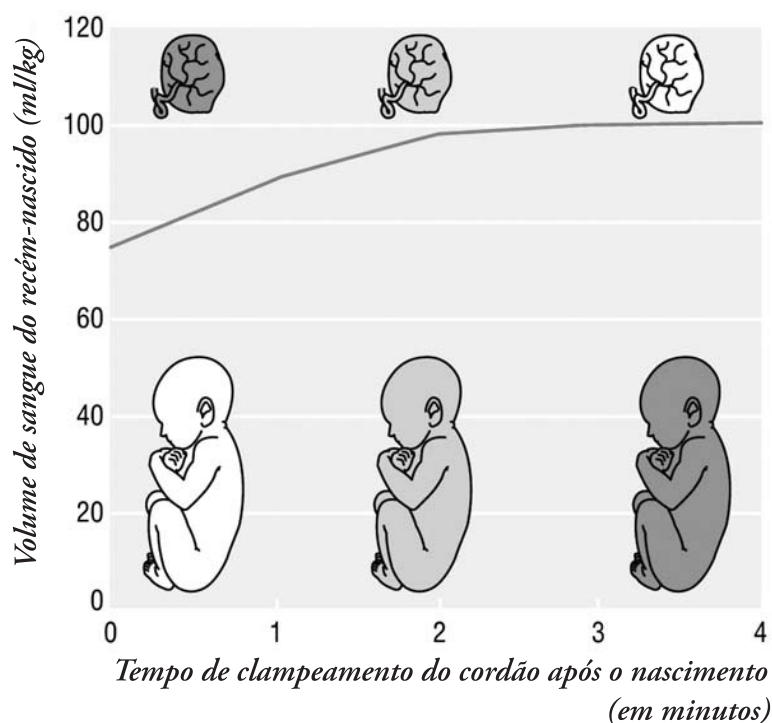 Volume de sangue do recém-nascido (ml/kg)
120
100
80
60
40
20
0
0 1 2 3 4
Tempo de clampeamento do cordão após o nascimento
(em minutos)